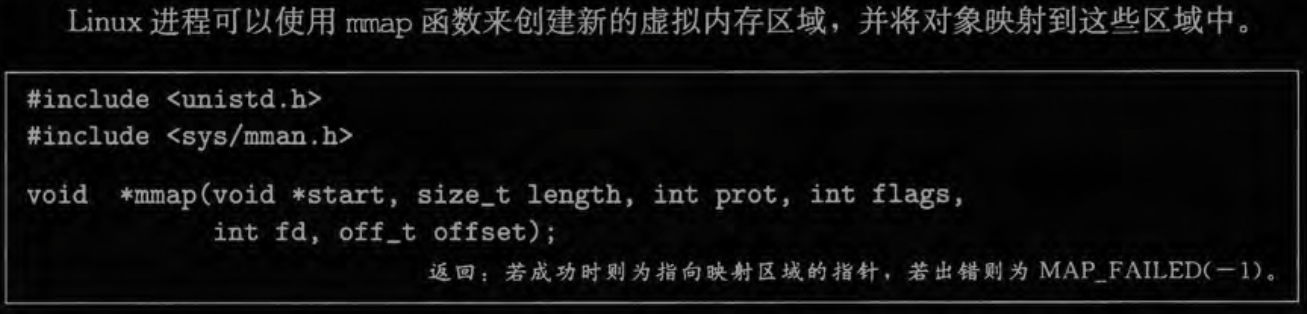 Linux 进程可以使用 mmap 函数来创建新的虚拟内存区域，并将对象映射到这些区域中。
#include <unistd.h>
#include <sys/mman.h>
void  *mmap(void *start, size_t length, int prot, int flags,
            int fd, off_t offset);
返回：若成功时则为指向映射区域的指针，若出错则为 MAP_FAILED(－1)。